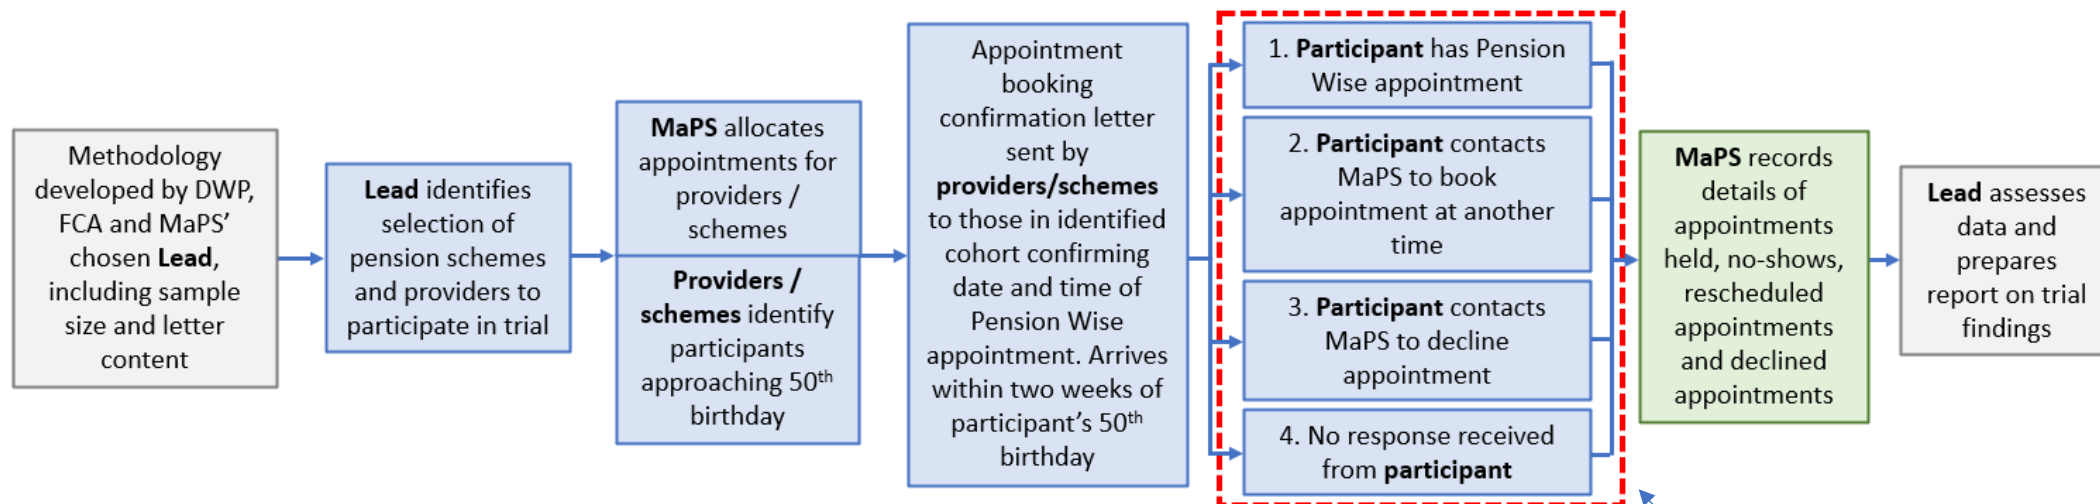 Methodology
developed by DWP,
FCA and MaPS’
chosen Lead,
including sample
size and letter
content
Lead identifies
selection of
pension schemes
and providers to
participate in trial
MaPS allocates
appointments for
providers /
schemes
Providers /
schemes identify
participants
approaching 50th
birthday
Appointment
booking
confirmation letter
sent by
providers/schemes
to those in identified
cohort confirming
date and time of
Pension Wise
appointment. Arrives
within two weeks of
participant’s 50th
birthday
1. Participant has Pension
Wise appointment
2. Participant contacts
MaPS to book
appointment at another
time
3. Participant contacts
MaPS to decline
appointment
4. No response received
from participant
MaPS records
details of
appointments
held, no-shows,
rescheduled
appointments
and declined
appointments
Lead assesses
data and
prepares
report on trial
findings